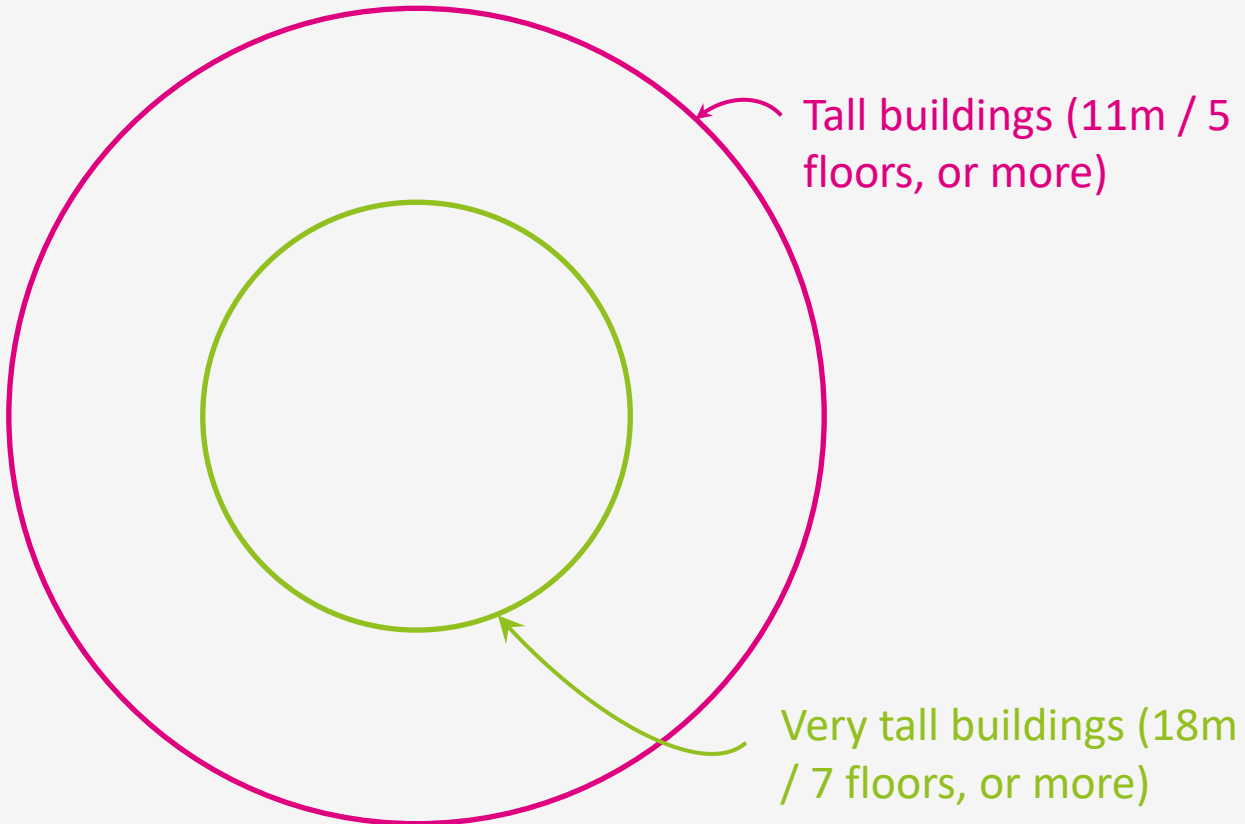 Tall buildings (11m / 5
floors, or more)
Very tall buildings (18m
/ 7 floors, or more)